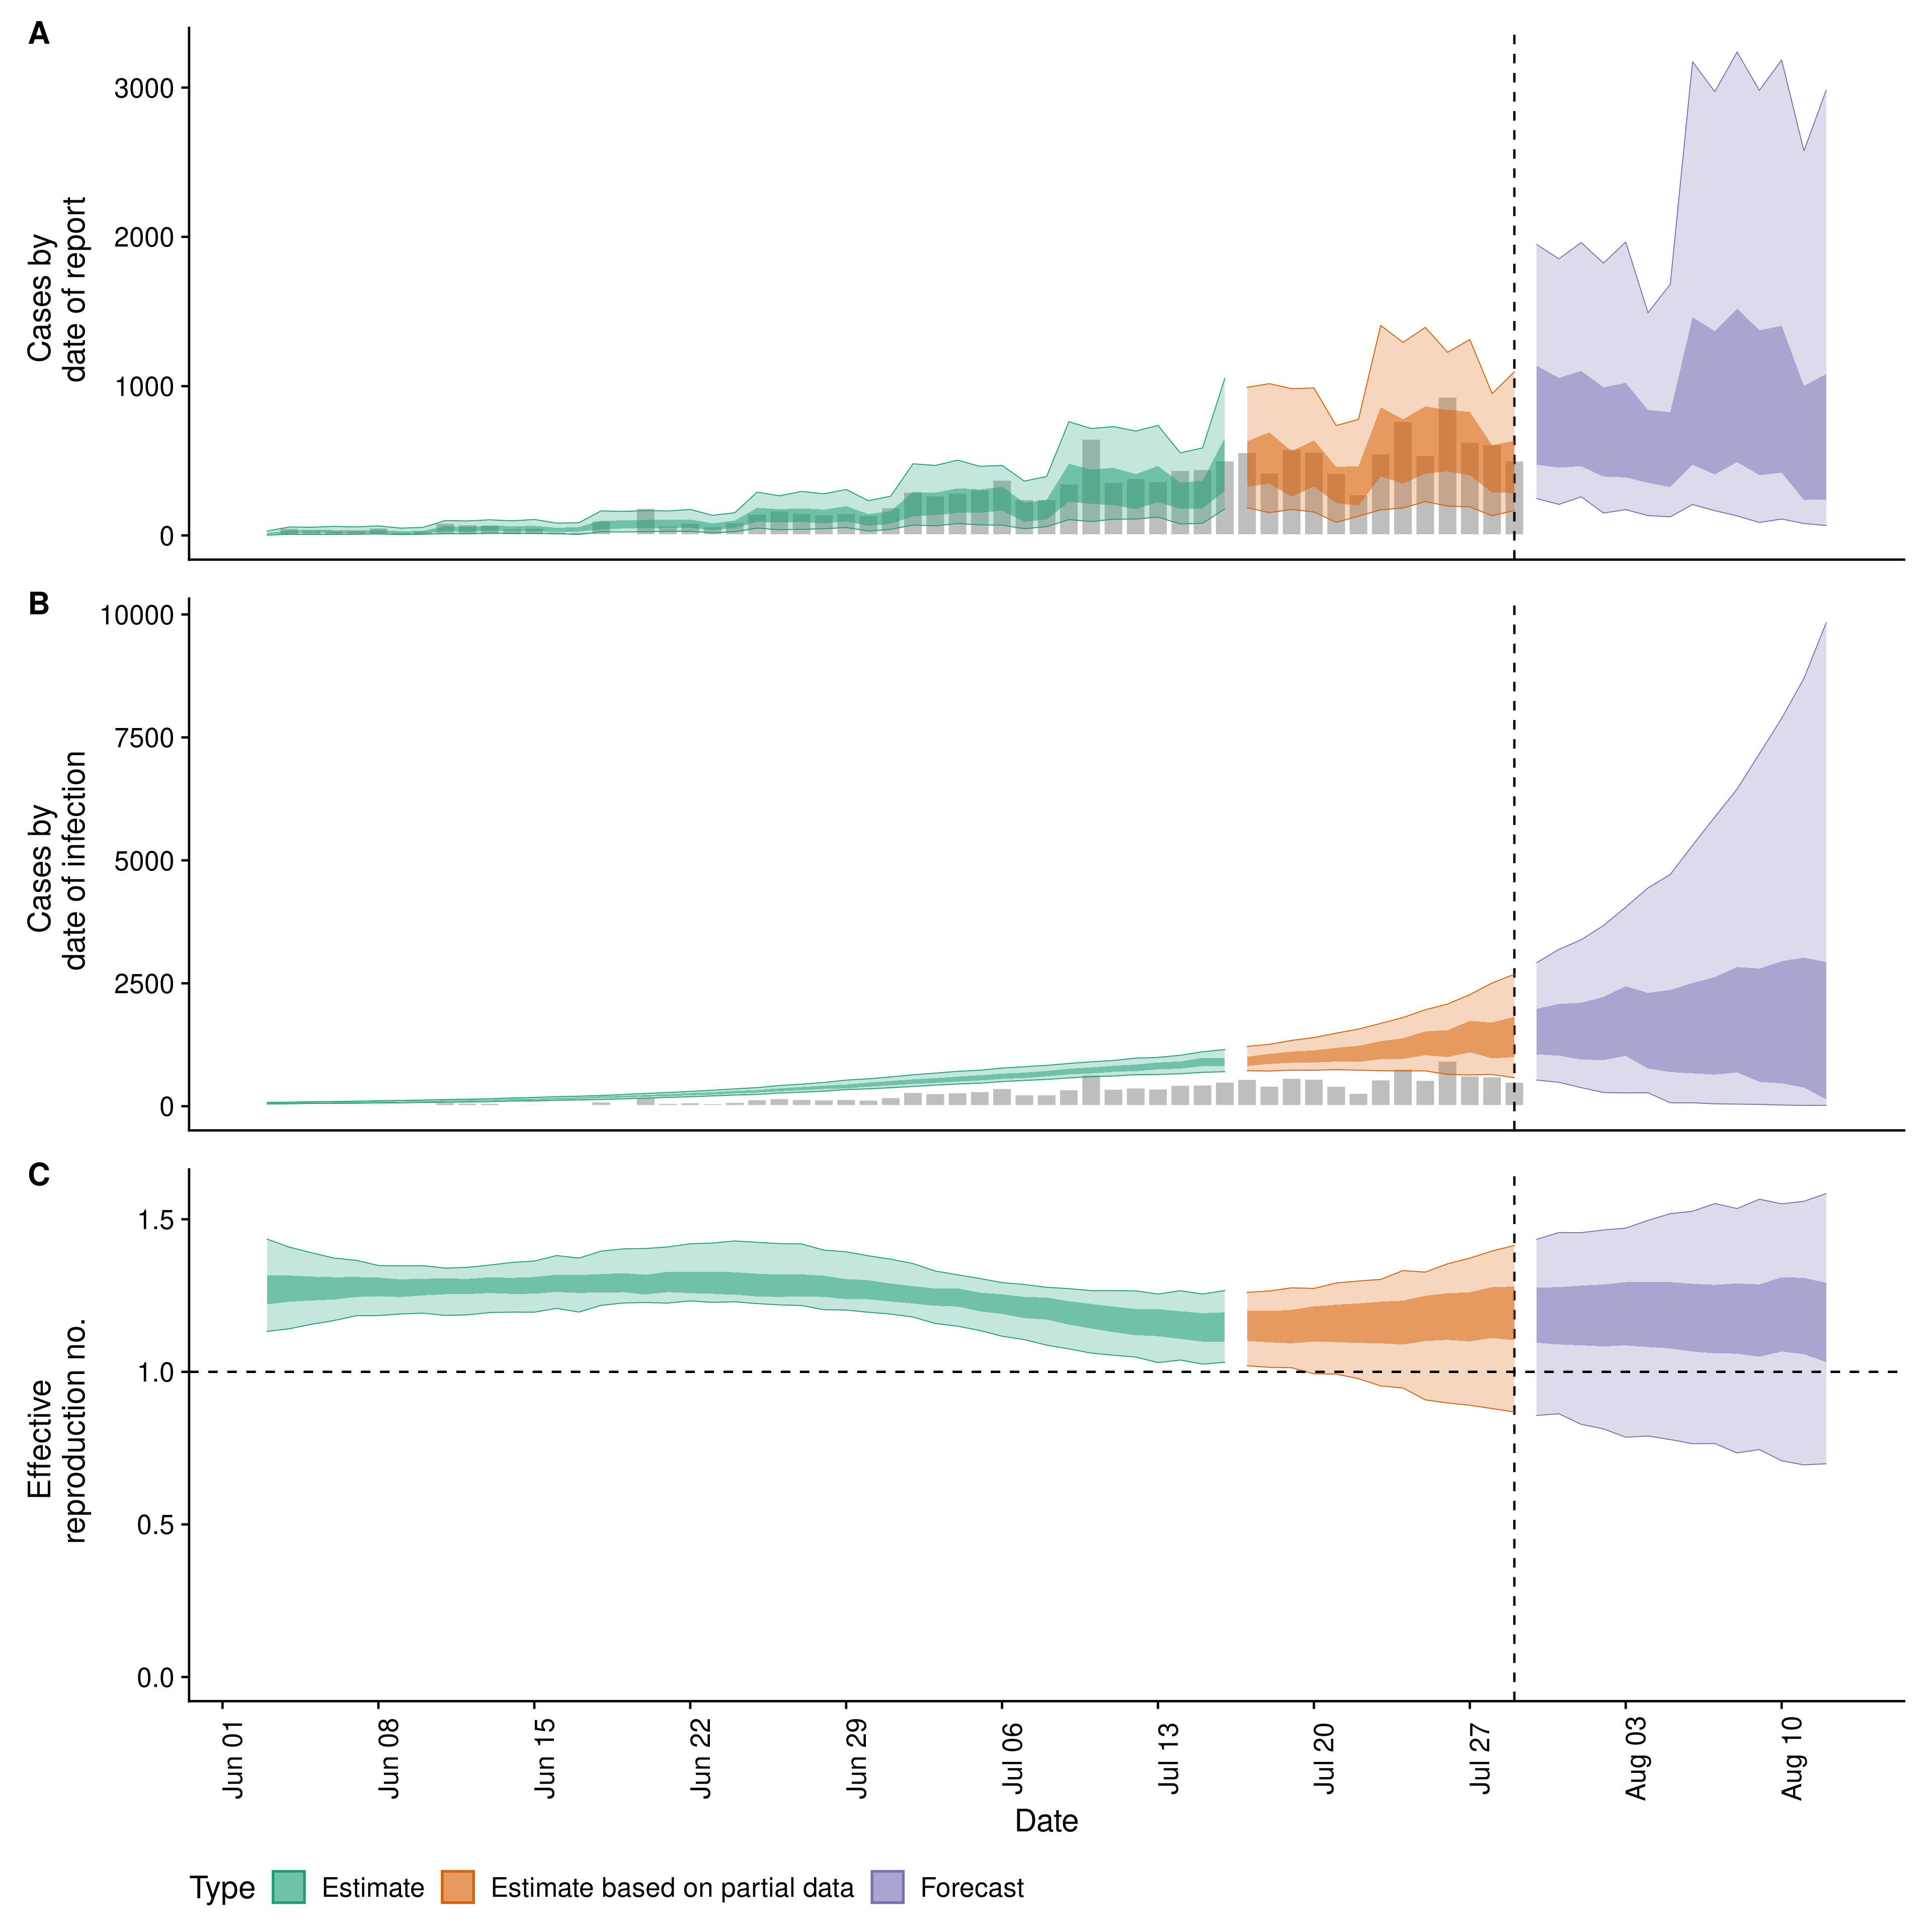 A
3000
2000
1000
0
Cases by
date of report
B
10000
7500
5000
2500
0
Cases by
date of infection
C
1.5
1.0
0.5
0.0
Effective
reproduction no.
Jun 01
Jun 08
Jun 15
Jun 22
Jun 29
Jul 06
Jul 13
Jul 20
Jul 27
Aug 03
Aug 10
Date
Type Estimate Estimate based on partial data Forecast